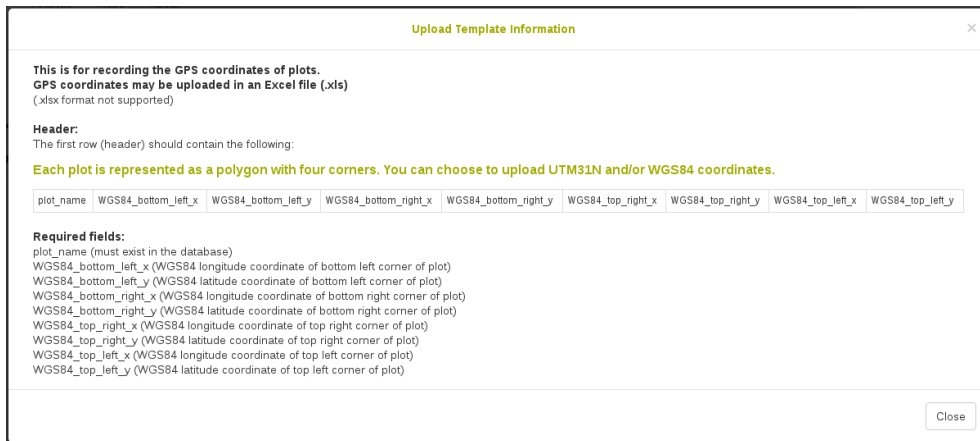 Upload Template Information
×
This is for recording the GPS coordinates of plots.
GPS coordinates may be uploaded in an Excel file (.xls)
(.xlsx format not supported)
Header:
The first row (header) should contain the following:
Each plot is represented as a polygon with four corners. You can choose to upload UTM31N and/or WGS84 coordinates.
plot_name WGS84_bottom_left_x WGS84_bottom_left_y WGS84_bottom_right_x WGS84_bottom_right_y WGS84_top_right_x WGS84_top_right_y WGS84_top_left_x WGS84_top_left_y
Required fields:
plot_name (must exist in the database)
WGS84_bottom_left_x (WGS84 longitude coordinate of bottom left corner of plot)
WGS84_bottom_left_y (WGS84 latitude coordinate of bottom left corner of plot)
WGS84_bottom_right_x (WGS84 longitude coordinate of bottom right corner of plot)
WGS84_bottom_right_y (WGS84 latitude coordinate of bottom right corner of plot)
WGS84_top_right_x (WGS84 longitude coordinate of top right corner of plot)
WGS84_top_right_y (WGS84 latitude coordinate of top right corner of plot)
WGS84_top_left_x (WGS84 longitude coordinate of top left corner of plot)
WGS84_top_left_y (WGS84 latitude coordinate of top left corner of plot)
Close